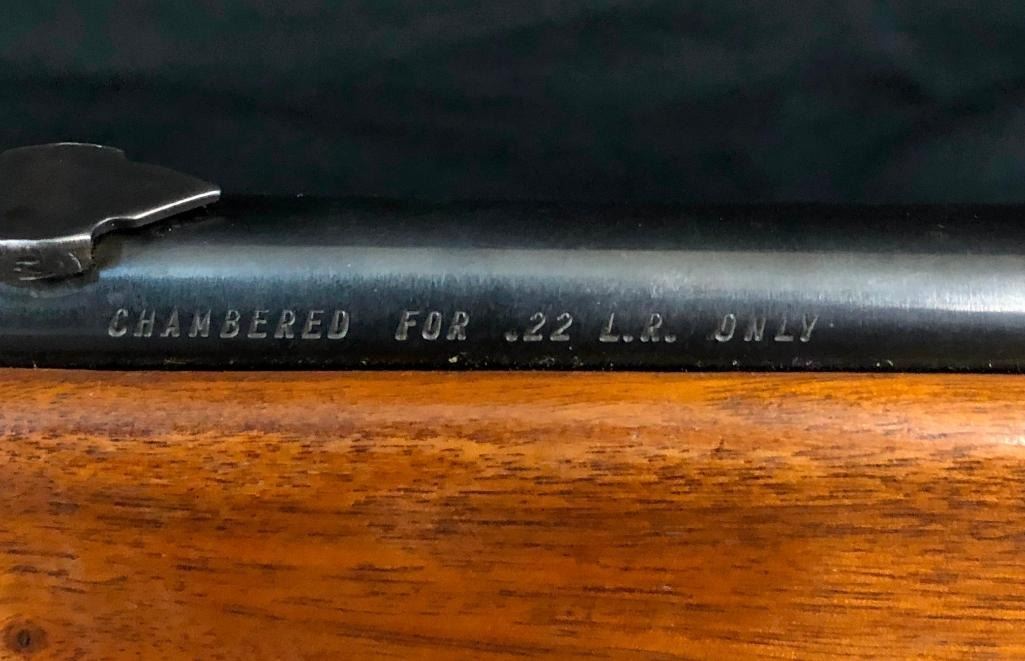 CHAMBERED FOR .22 L.R. ONLY